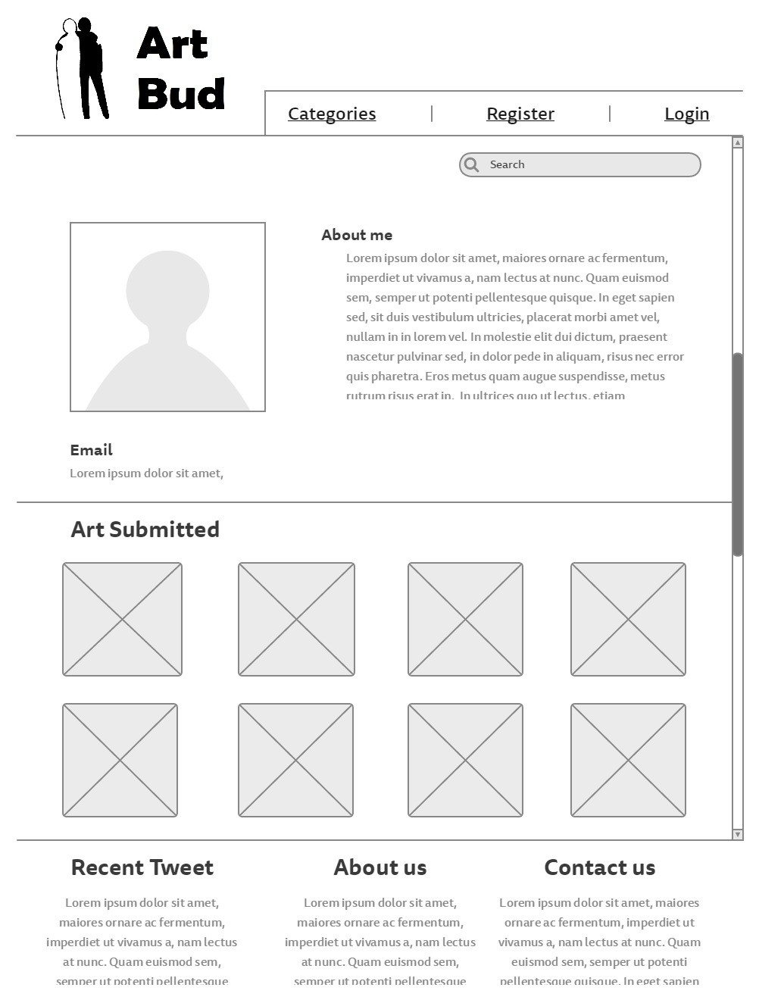 Art
Bud
Categories
Register
Login
Search
About me
Lorem ipsum dolor sit amet, maiores ornare ac fermentum,
imperdiet ut vivamus a, nam lectus at nunc. Quam euismod
sem, semper ut potenti pellentesque quisque. In eget sapien
sed, sit duis vestibulum ultricies, placerat morbi amet vel,
nullam in in lorem vel. In molestie elit dui dictum, praesent
nascetur pulvinar sed, in dolor pede in aliquam, risus nec error
quis pharetra. Eros metus quam augue suspendisse, metus
rutrum risus erat in. In ultrices quo ut lectus, etiam
Email
Lorem ipsum dolor sit amet,
Art Submitted
Recent Tweet
Lorem ipsum dolor sit amet,
maiores ornare ac fermentum,
imperdiet ut vivamus a, nam lectus
at nunc. Quam euismod sem,
semper ut potenti pellentesque
About us
Lorem ipsum dolor sit amet,
maiores ornare ac fermentum,
imperdiet ut vivamus a, nam lectus
at nunc. Quam euismod sem,
semper ut potenti pellentesque
Contact us
Lorem ipsum dolor sit amet, maiores
ornare ac fermentum, imperdiet ut
vivamus a, nam lectus at nunc. Quam
euismod sem, semper ut potenti
pellentesque quisque. In eget sapien